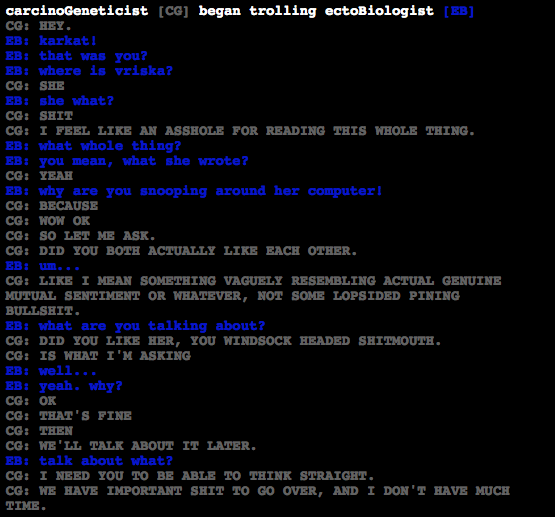 carcinoGeneticist [CG] began trolling ectoBiologist [EB]
CG: HEY.
EB: karkat!
EB: that was you?
EB: where is vriska?
CG: SHE
EB: she what?
CG: SHIT
CG: I FEEL LIKE AN ASSHOLE FOR READING THIS WHOLE THING.
EB: what whole thing?
EB: you mean, what she wrote?
CG: YEAH
EB: why are you snooping around her computer!
CG: BECAUSE
CG: WOW OK
CG: SO LET ME ASK.
CG: DID YOU BOTH ACTUALLY LIKE EACH OTHER.
EB: um...
CG: LIKE I MEAN SOMETHING VAGUELY RESEMBLING ACTUAL GENUINE
MUTUAL SENTIMENT OR WHATEVER, NOT SOME LOPSIDED PINING
BULLSHIT.
EB: what are you talking about?
CG: DID YOU LIKE HER, YOU WINDSOCK HEADED SHITMOUTH.
CG: IS WHAT I'M ASKING
EB: well...
EB: yeah. why?
CG: OK
CG: THAT'S FINE
CG: THEN
CG: WE'LL TALK ABOUT IT LATER.
EB: talk about what?
CG: I NEED YOU TO BE ABLE TO THINK STRAIGHT.
CG: WE HAVE IMPORTANT SHIT TO GO OVER, AND I DON'T HAVE MUCH
TIME.